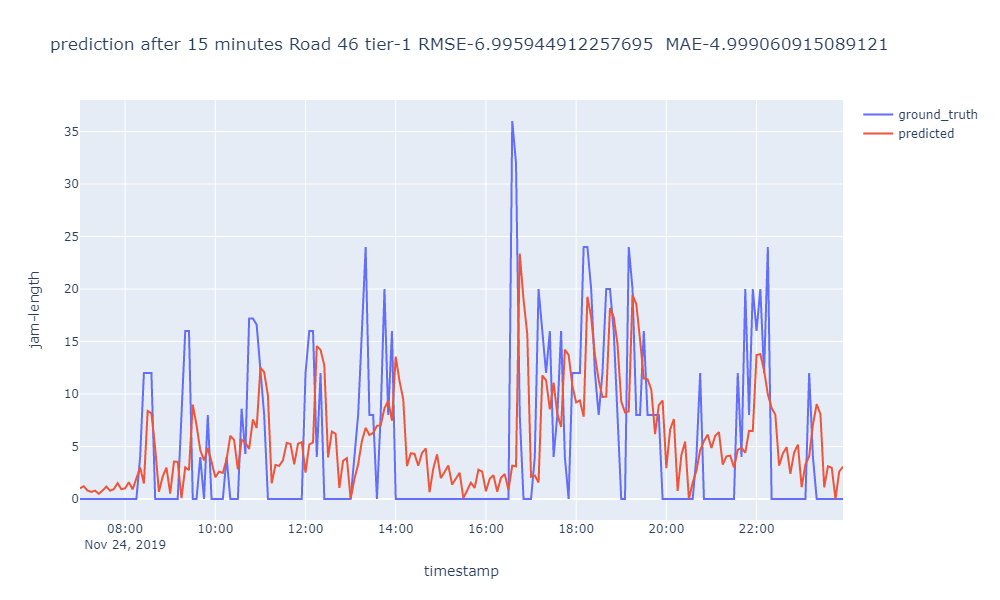 prediction after 15 minutes Road 46 tier-1 RMSE-6.995944912257695  MAE-4.999060915089121
ground_truth
predicted
jam-length
35
30
25
20
15
10
5
0
08:00 10:00 12:00 14:00 16:00 18:00 20:00 22:00
Nov 24, 2019
timestamp